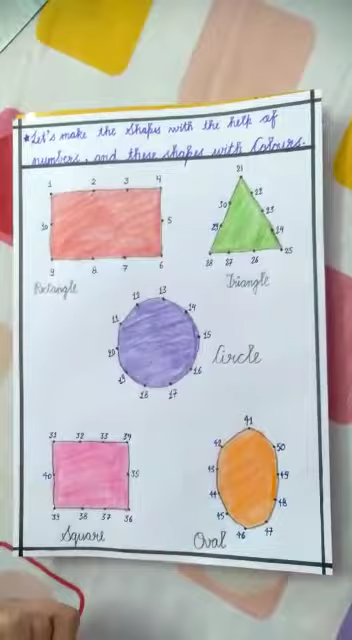 *Let's make the Shapes with the help of
numbers, and these shapes with Colours.
1 2 3 4
10 5
9 8 7 6
Rectangle
21
30 22
23
29 24
28 27 26 25
Triangle
12 13
11 14
20 15
19 16
18 17
Circle
31 32 33 34
40 35
39 38 37 36
Square
41
42 50
43 49
44 48
45 46 47
Oval